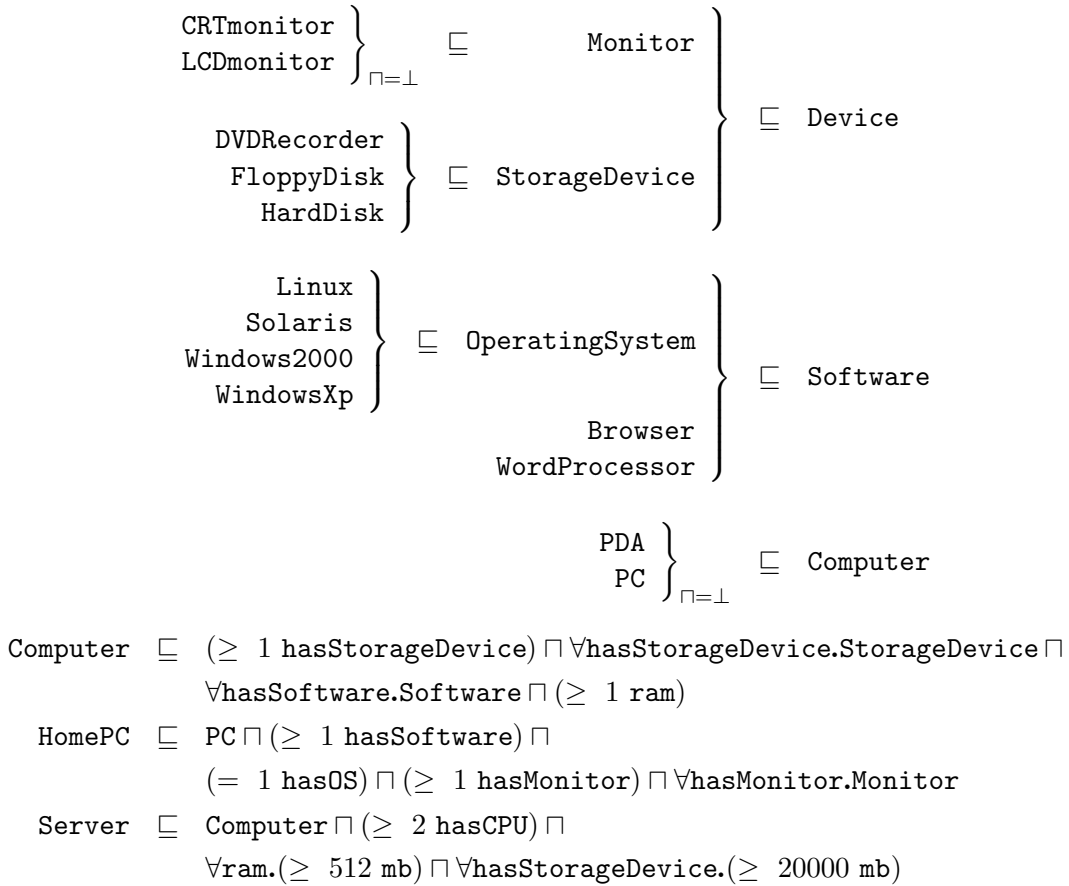 CRTmonitor
LCDmonitor } ⊓=⊥ ⊑ Monitor
DVDRecorder
FloppyDisk } ⊑ StorageDevice
HardDisk
} ⊑ Device
Linux
Solaris
Windows2000
WindowsXp } ⊑ OperatingSystem
Browser
WordProcessor
} ⊑ Software
PDA
PC } ⊓=⊥ ⊑ Computer
Computer ⊑ (≥ 1 hasStorageDevice) ⊓ ∀hasStorageDevice.StorageDevice ⊓
∀hasSoftware.Software ⊓ (≥ 1 ram)
HomePC ⊑ PC ⊓ (≥ 1 hasSoftware) ⊓
(= 1 hasOS) ⊓ (≥ 1 hasMonitor) ⊓ ∀hasMonitor.Monitor
Server ⊑ Computer ⊓ (≥ 2 hasCPU) ⊓
∀ram.(≥ 512 mb) ⊓ ∀hasStorageDevice.(≥ 20000 mb)